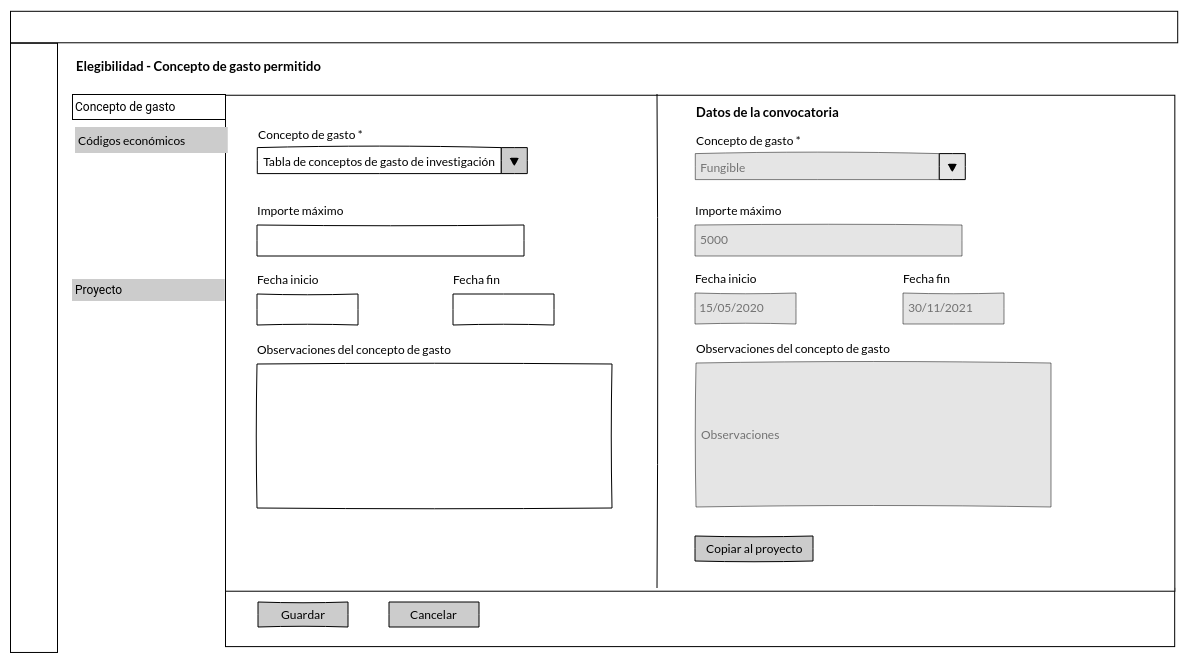 Elegibilidad - Concepto de gasto permitido
Concepto de gasto
Códigos económicos
Proyecto
Concepto de gasto *
Tabla de conceptos de gasto de investigación
Importe máximo
Fecha inicio
Fecha fin
Observaciones del concepto de gasto
Datos de la convocatoria
Concepto de gasto *
Fungible
Importe máximo
5000
Fecha inicio
Fecha fin
15/05/2020
30/11/2021
Observaciones del concepto de gasto
Observaciones
Copiar al proyecto
Guardar
Cancelar